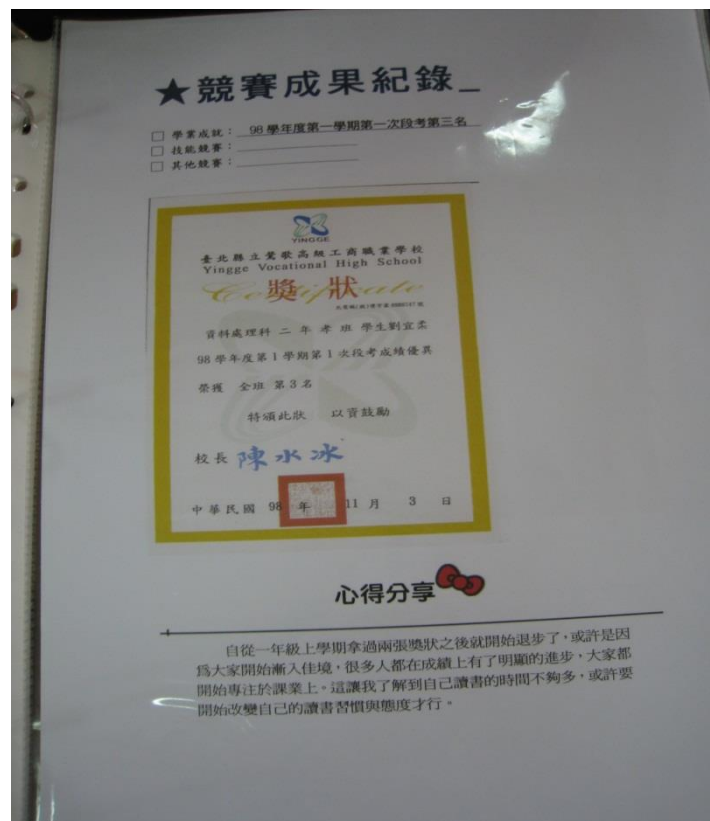 ★競賽成果紀錄_
□ 學業成就： 98 學年度第一學期第一次段考第三名
□ 技能競賽：
□ 其他競賽：
YINGGE
臺北縣立鶯歌高級工商職業學校
Yingge Vocational High School
Certificate
獎狀
資料處理科 二 年 孝 班 學生劉宜柔
98 學年度第 1 學期第 1 次段考成績優異
榮獲 全班 第 3 名
特頒此狀 以資鼓勵
校長 陳水冰
中華民國 98 年 11 月 3 日
心得分享
自從一年級上學期拿過兩張獎狀之後就開始退步了，或許是因
為大家開始漸入佳境，很多人都在成績上有了明顯的進步，大家都
開始專注於課業上。這讓我了解到自己讀書的時間不夠多，或許要
開始改變自己的讀書習慣與態度才行。